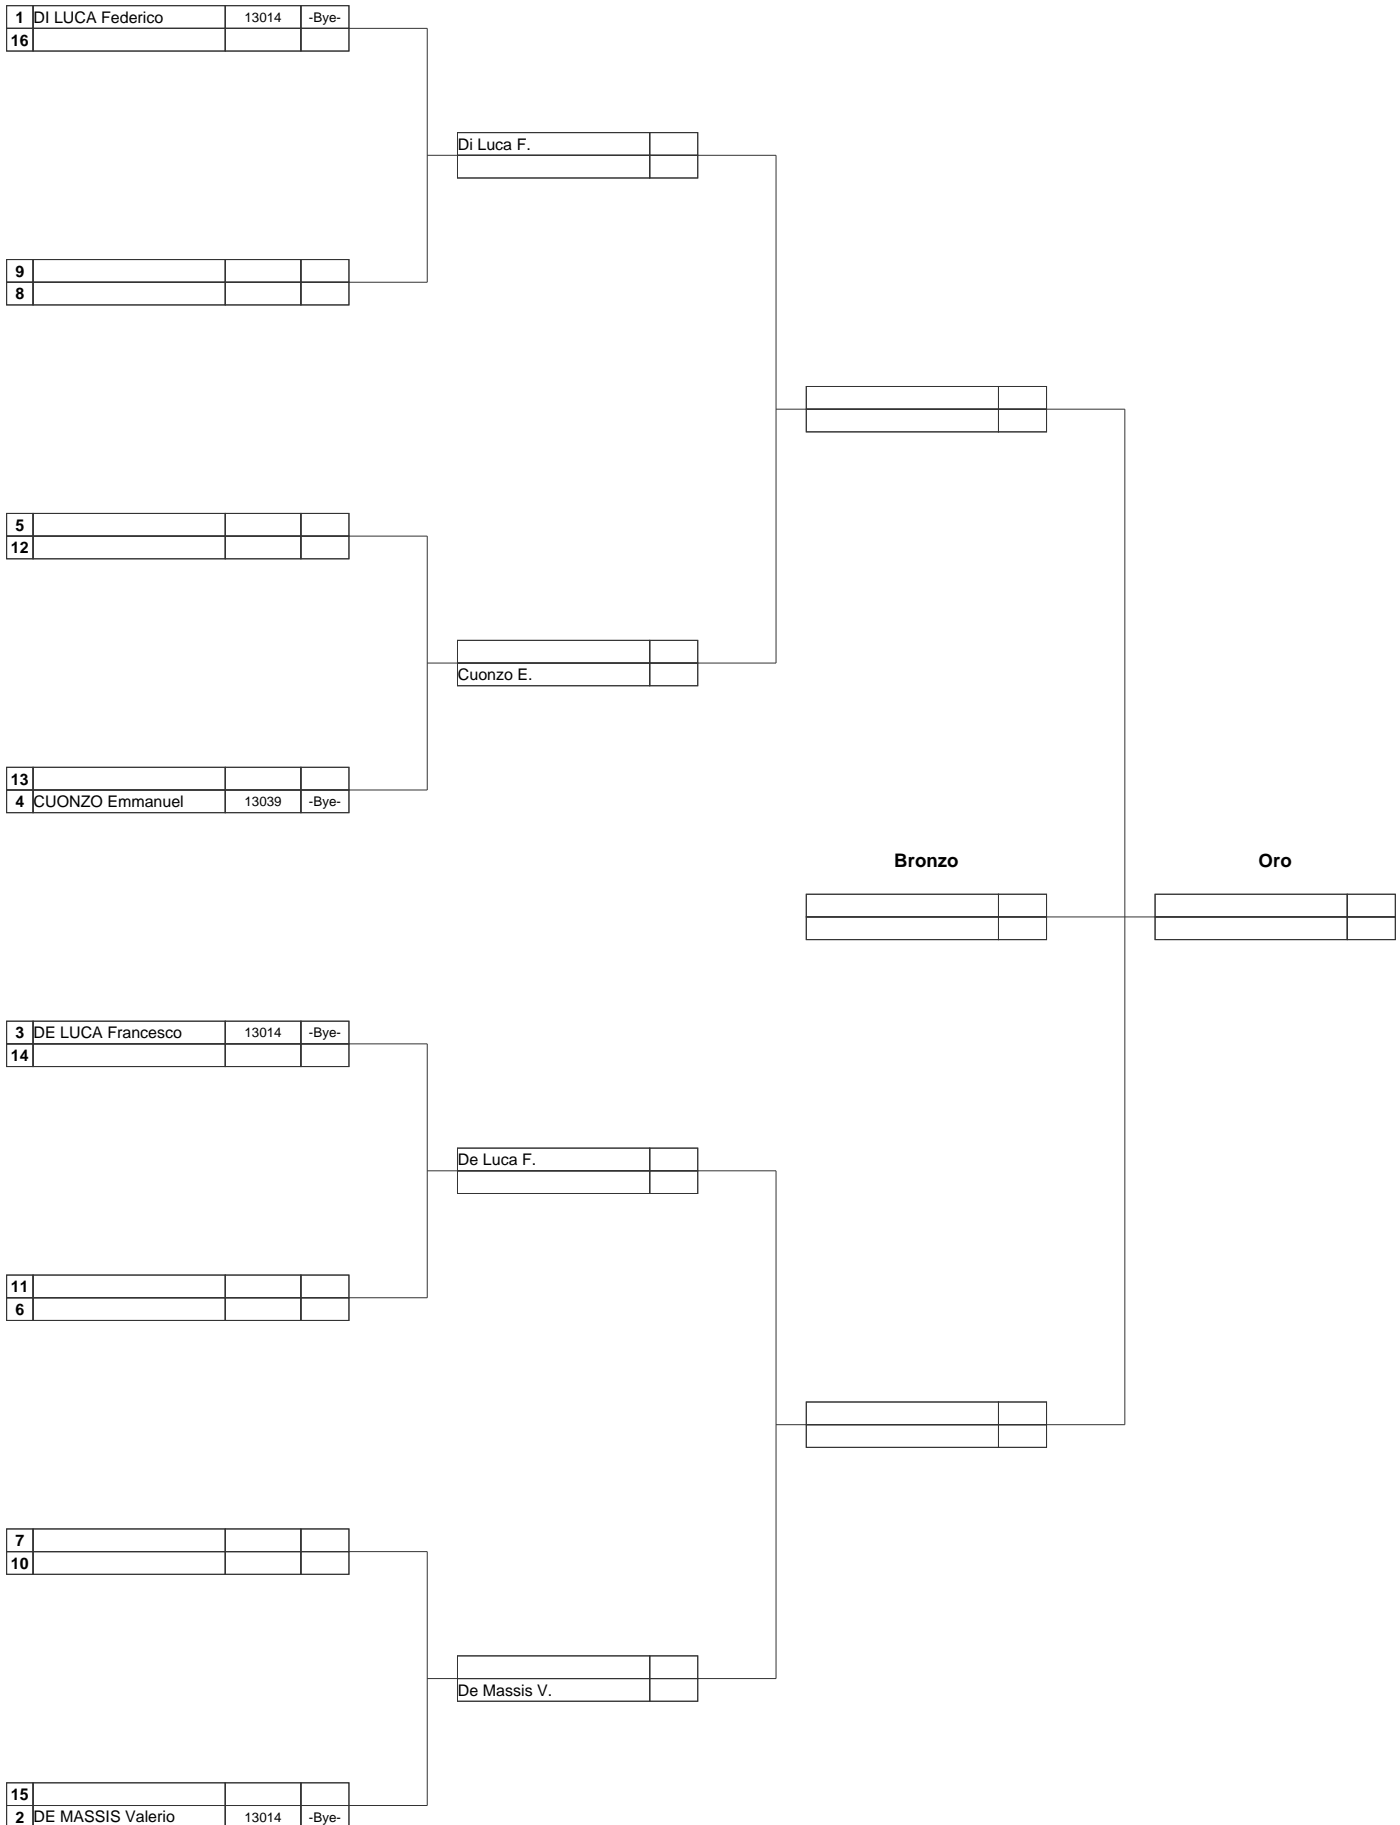 1 DI LUCA Federico 13014 -Bye-
16
Di Luca F.
9
8
5
12
Cuonzo E.
13
4 CUONZO Emmanuel 13039 -Bye-
Bronzo Oro
3 DE LUCA Francesco 13014 -Bye-
14
De Luca F.
11
6
7
10
De Massis V.
15
2 DE MASSIS Valerio 13014 -Bye-